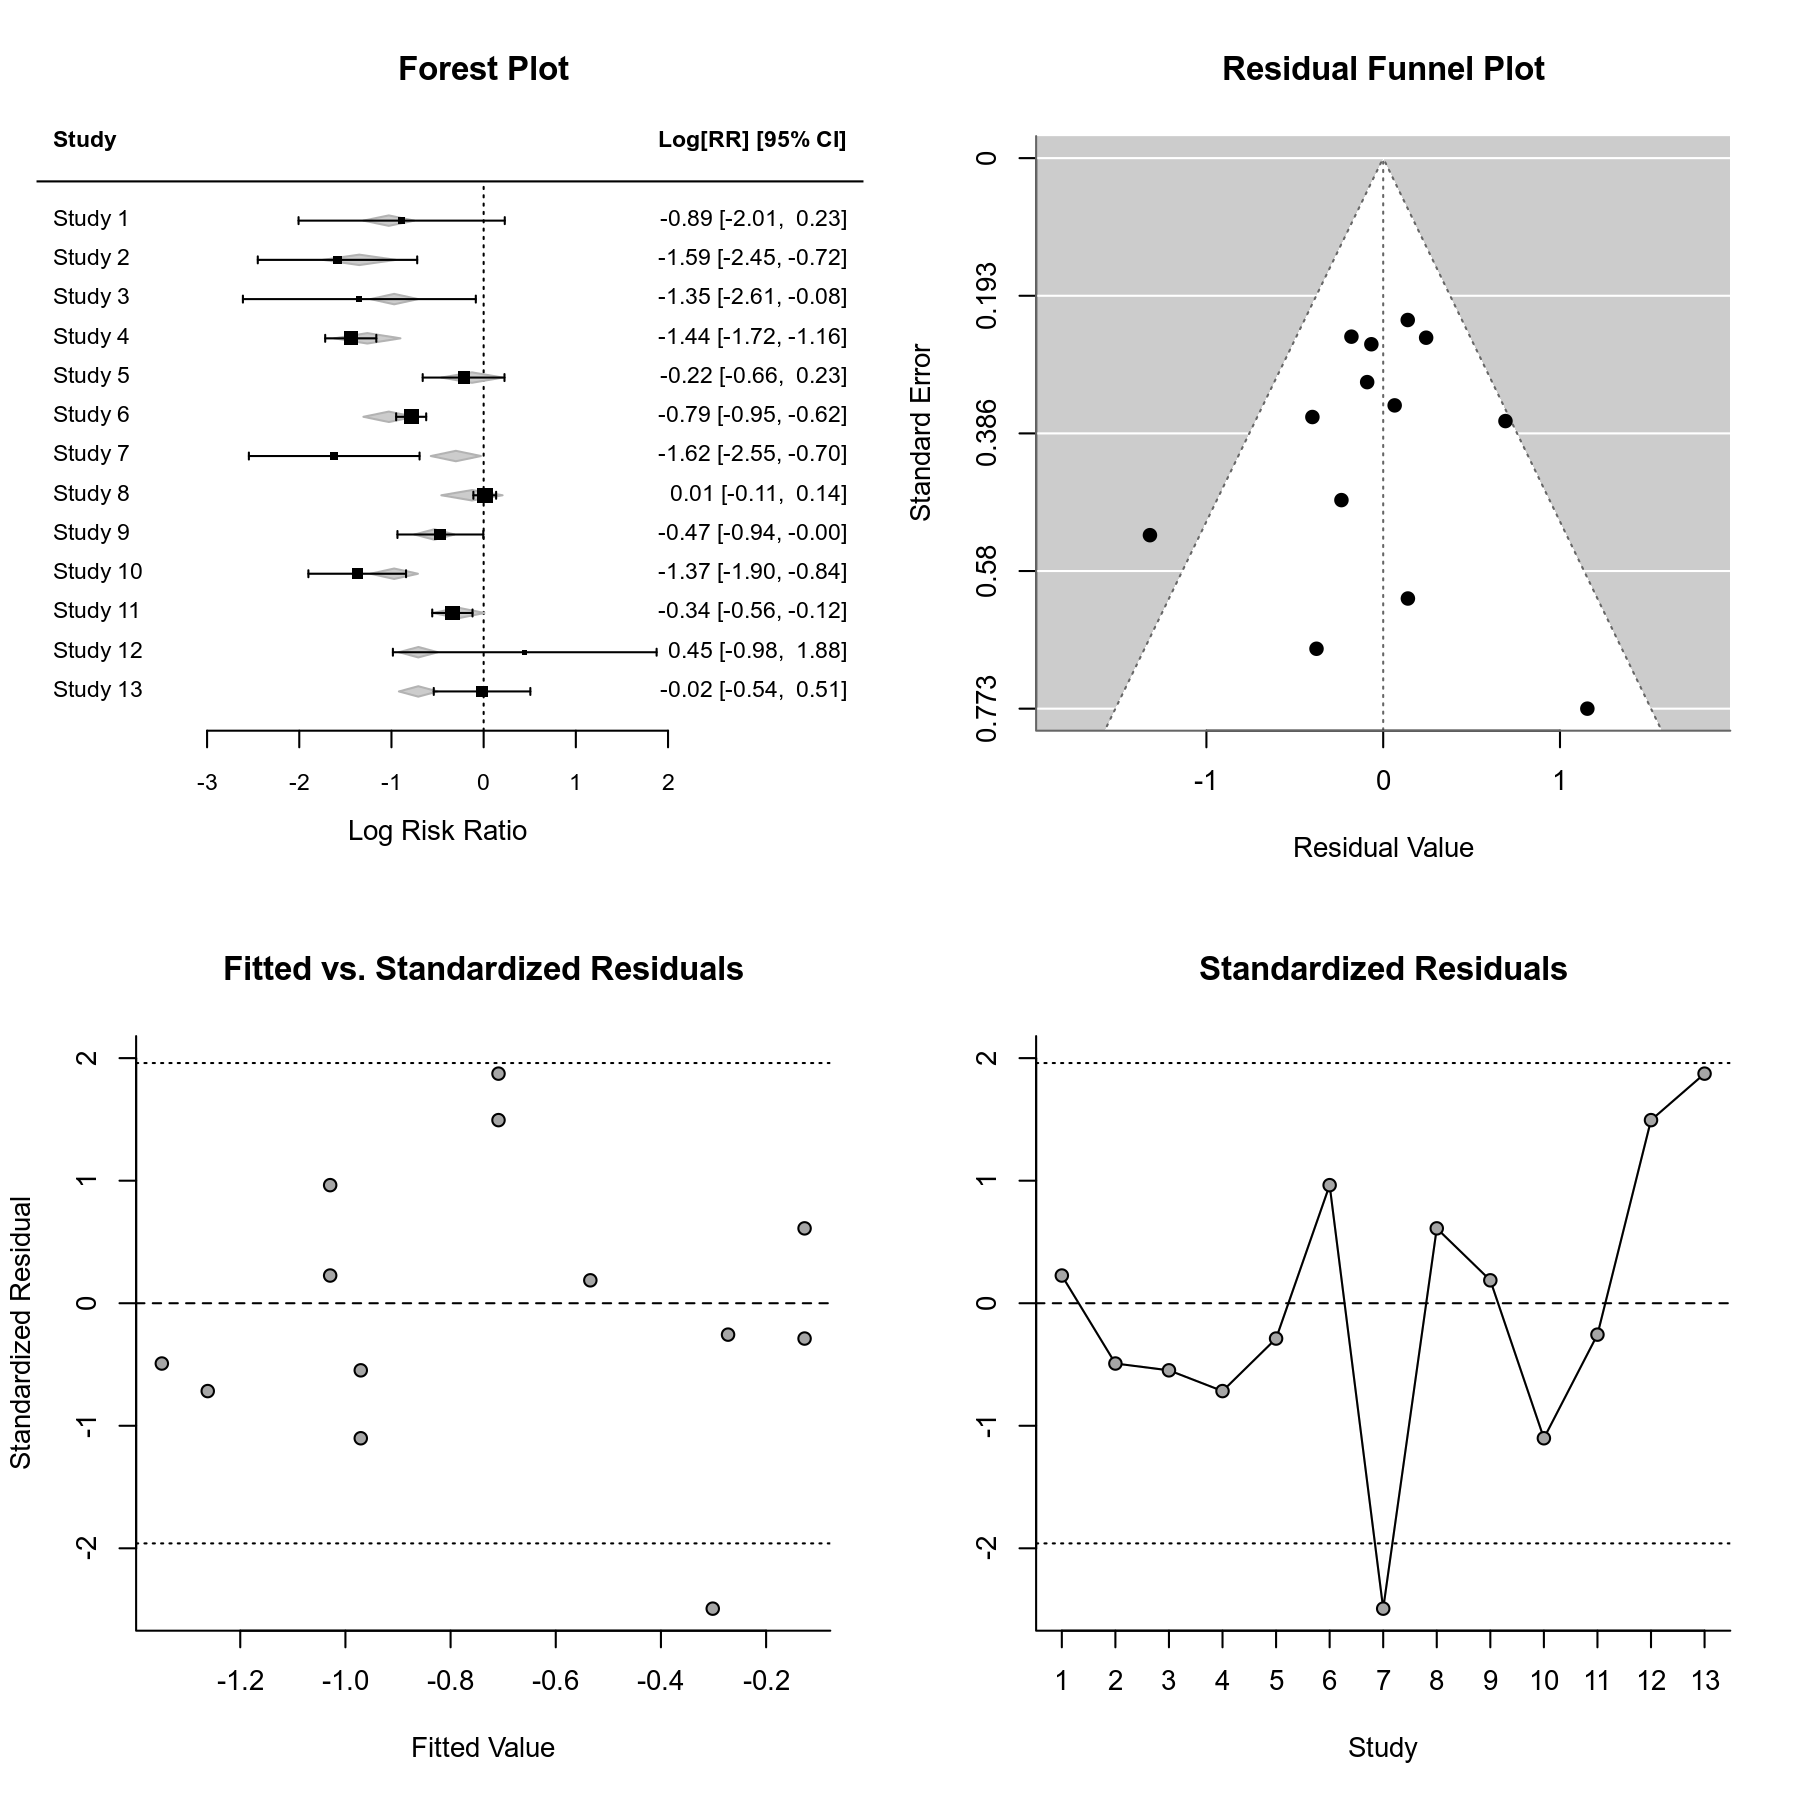 Forest Plot
Study Log[RR] [95% CI]
Study 1 -0.89 [-2.01, 0.23]
Study 2 -1.59 [-2.45, -0.72]
Study 3 -1.35 [-2.61, -0.08]
Study 4 -1.44 [-1.72, -1.16]
Study 5 -0.22 [-0.66, 0.23]
Study 6 -0.79 [-0.95, -0.62]
Study 7 -1.62 [-2.55, -0.70]
Study 8 0.01 [-0.11, 0.14]
Study 9 -0.47 [-0.94, -0.00]
Study 10 -1.37 [-1.90, -0.84]
Study 11 -0.34 [-0.56, -0.12]
Study 12 0.45 [-0.98, 1.88]
Study 13 -0.02 [-0.54, 0.51]
-3 -2 -1 0 1 2
Log Risk Ratio
Residual Funnel Plot
Standard Error
0
0.193
0.386
0.58
0.773
-1 0 1
Residual Value
Fitted vs. Standardized Residuals
Standardized Residual
2
1
0
-1
-2
-1.2 -1.0 -0.8 -0.6 -0.4 -0.2
Fitted Value
Standardized Residuals
2
1
0
-1
-2
1 2 3 4 5 6 7 8 9 10 11 12 13
Study